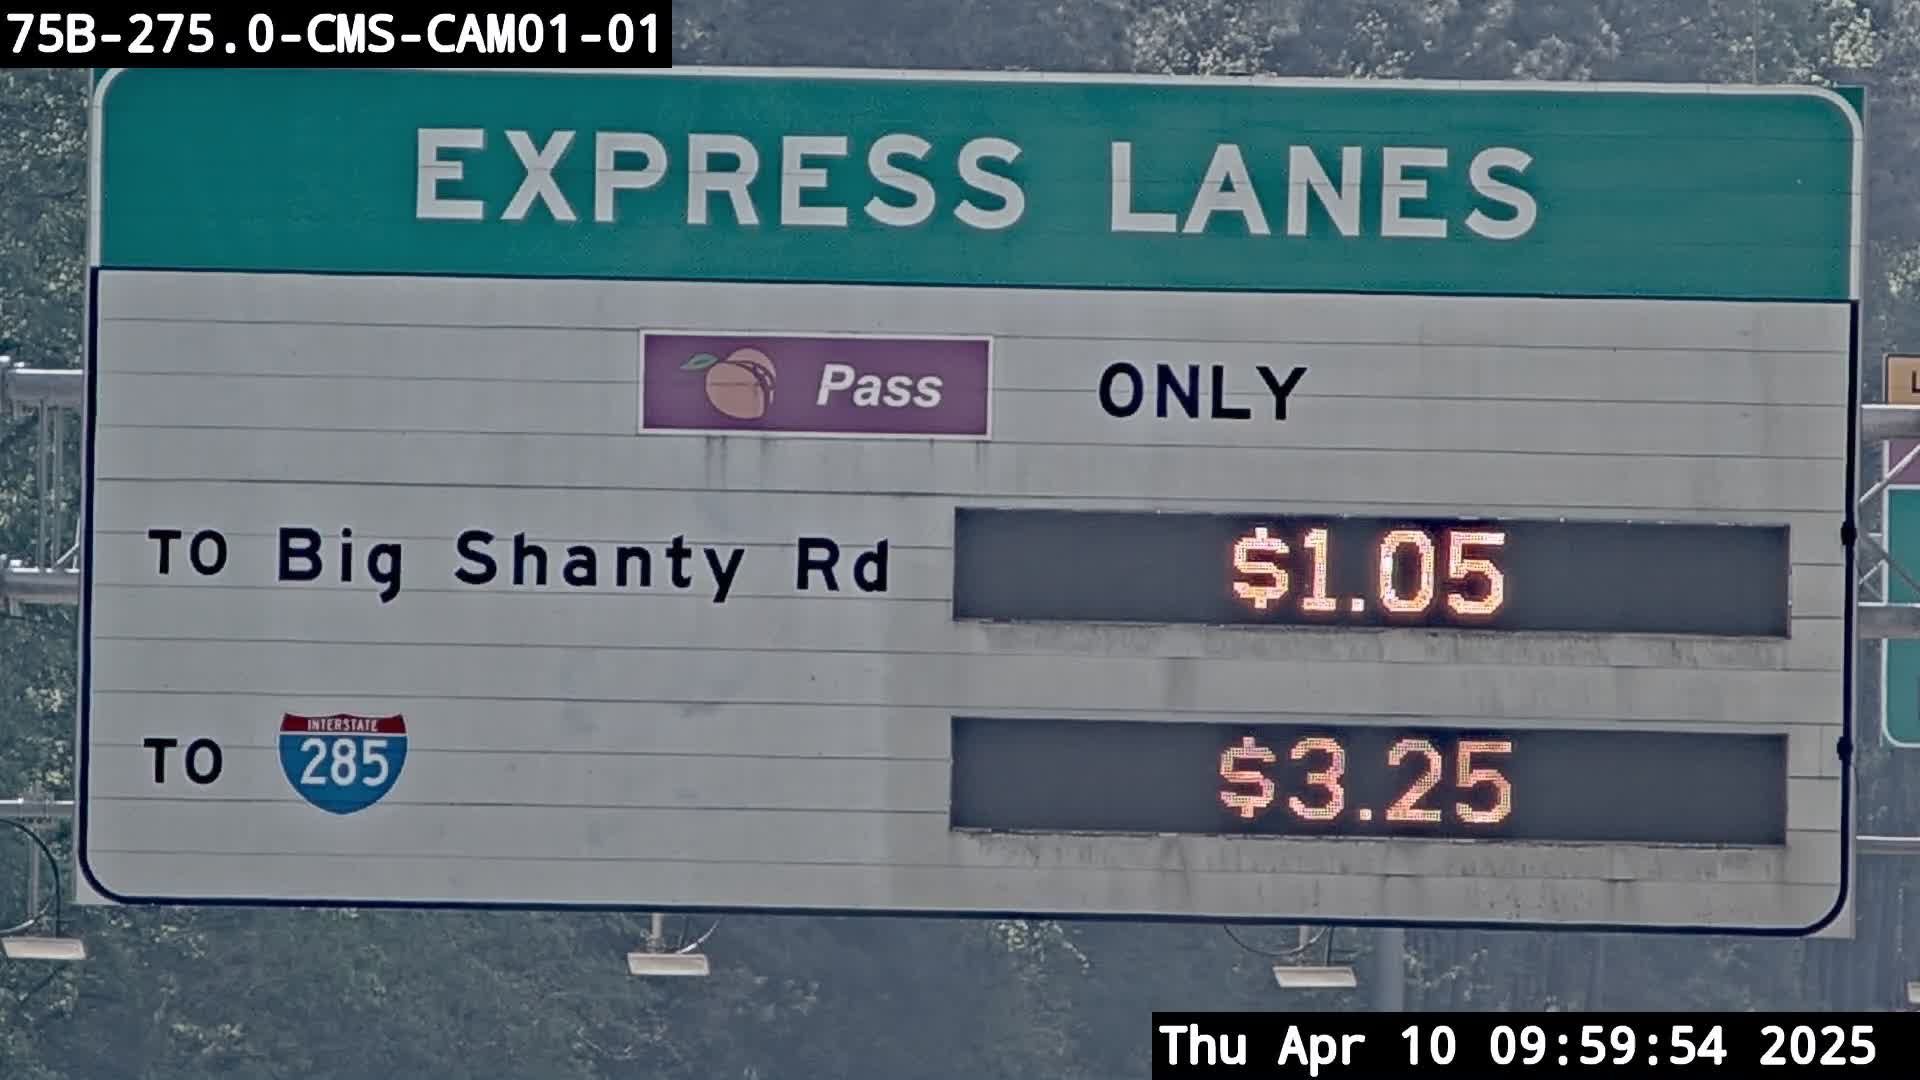 75B-275.0-CMS-CAM01-01
EXPRESS LANES
Pass ONLY
TO Big Shanty Rd $1.05
INTERSTATE
TO 285 $3.25
Thu Apr 10 09:59:54 2025